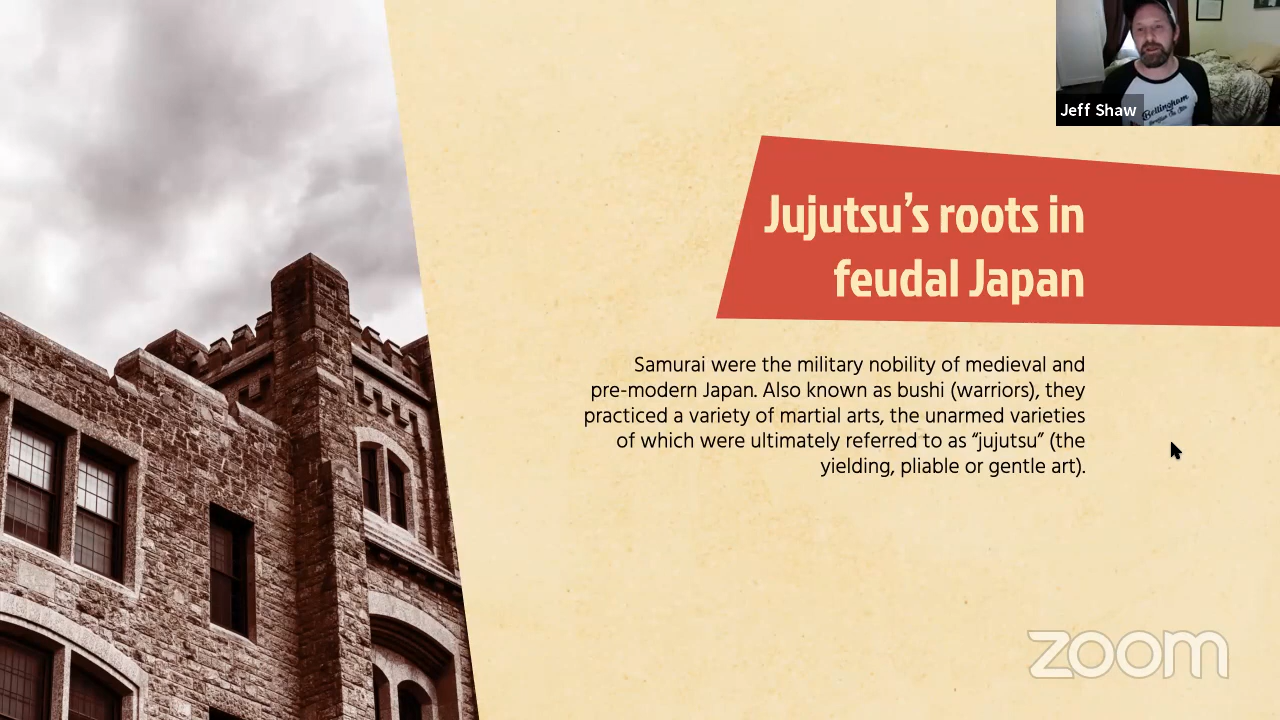 Jeff Shaw
Bellingham
Jujutsu’s roots in
feudal Japan
Samurai were the military nobility of medieval and
pre-modern Japan. Also known as bushi (warriors), they
practiced a variety of martial arts, the unarmed varieties
of which were ultimately referred to as “jujutsu” (the
yielding, pliable or gentle art).
zoom